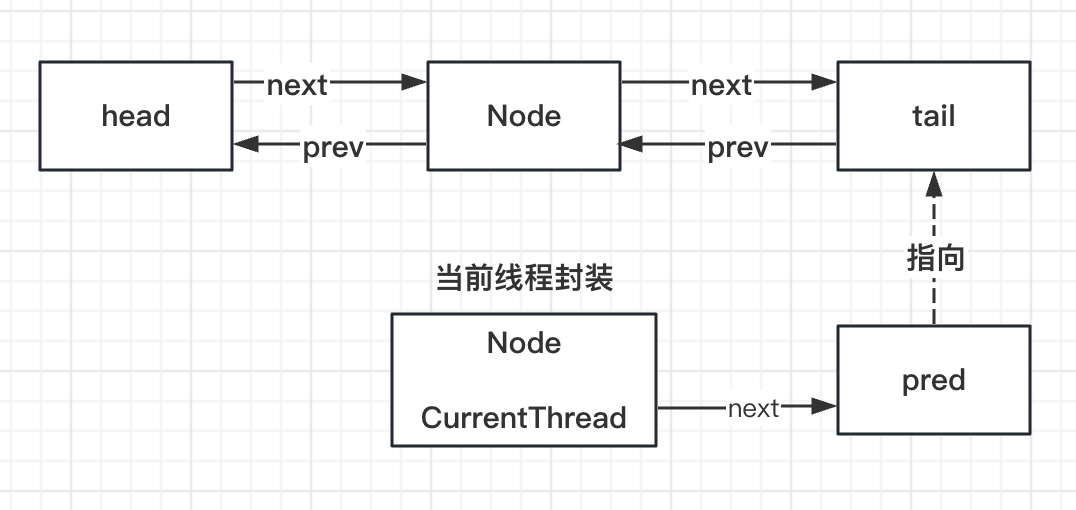 head
next
prev
Node
next
prev
tail
指向
当前线程封装
Node
CurrentThread
next
pred